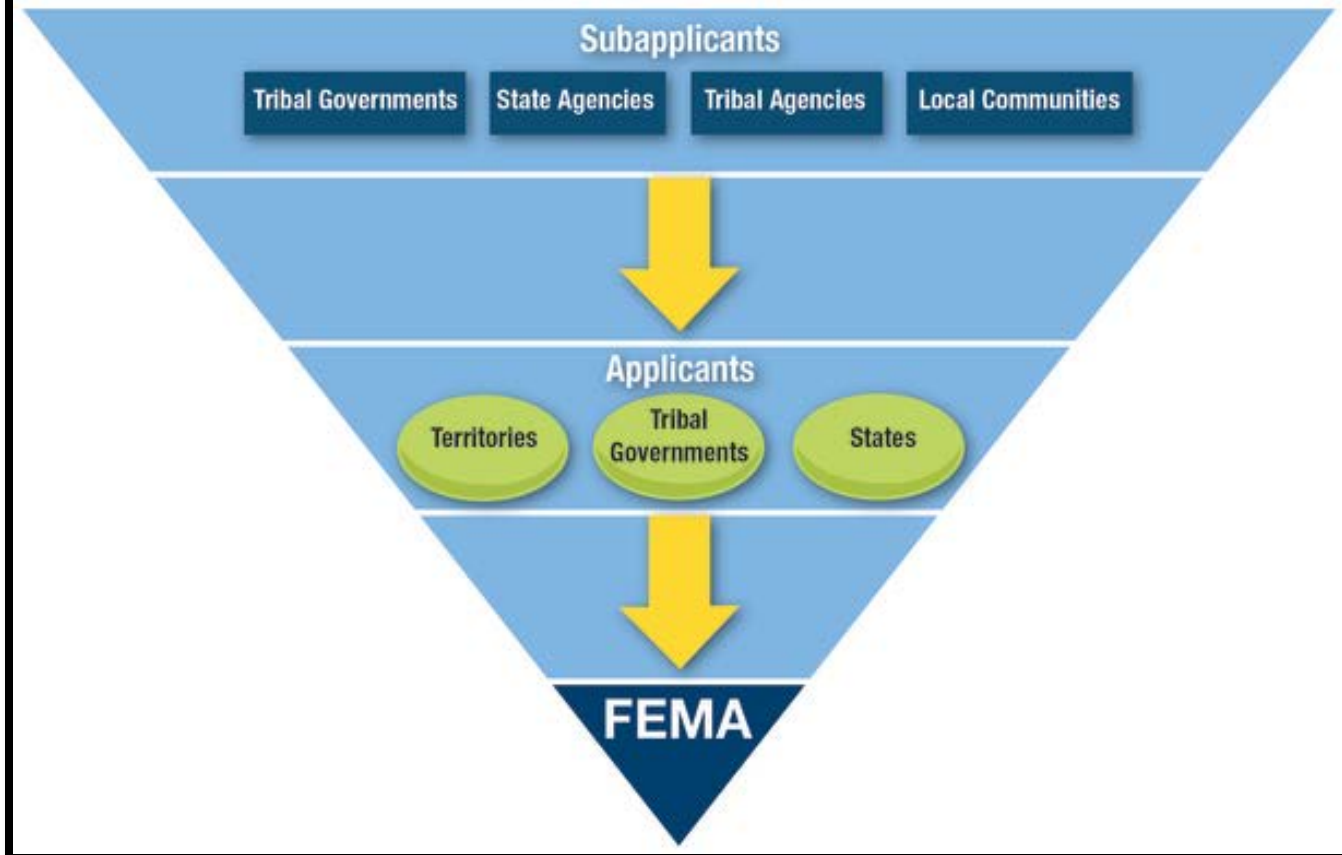 Subapplicants
Tribal Governments
State Agencies
Tribal Agencies
Local Communities
Applicants
Territories
Tribal
Governments
States
FEMA